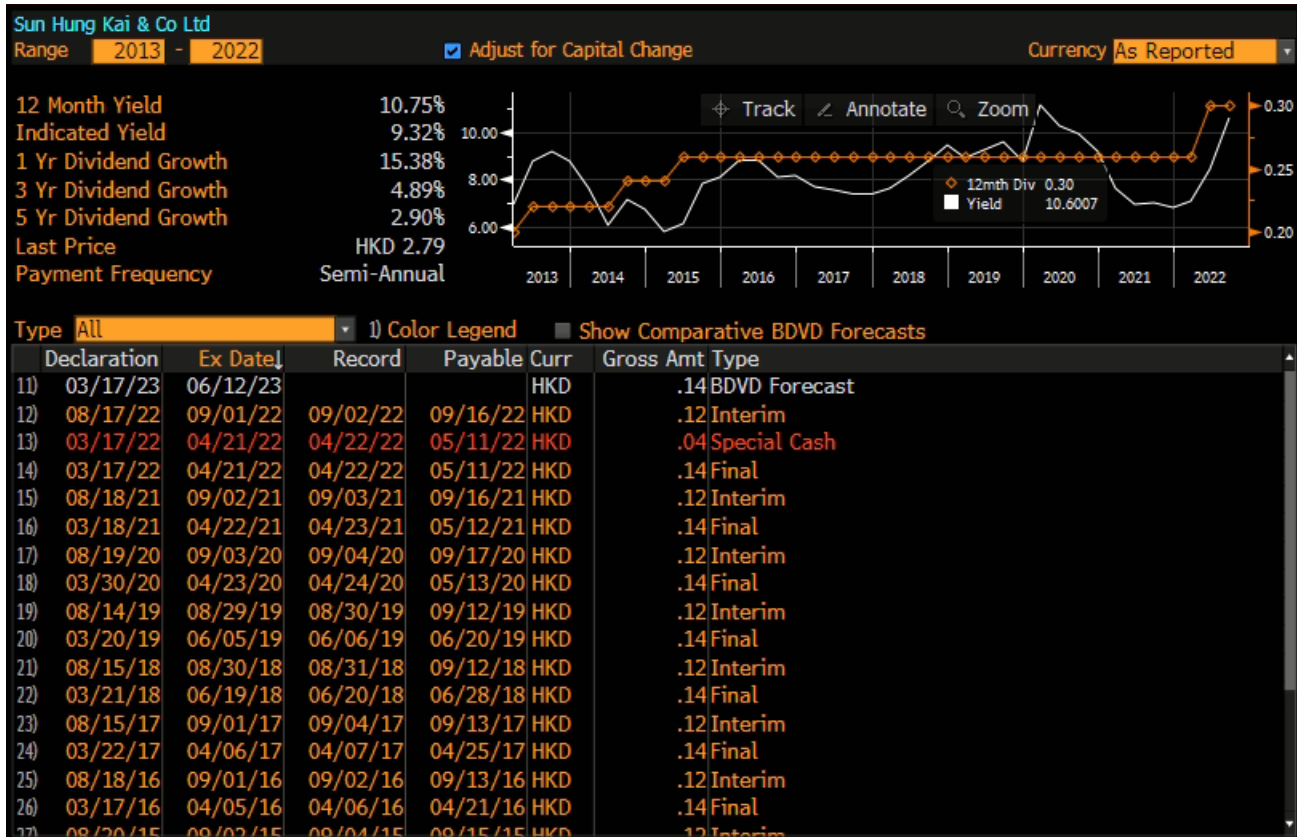 Sun Hung Kai & Co Ltd
Range 2013 - 2022 Adjust for Capital Change Currency As Reported
12 Month Yield 10.75%
Indicated Yield 9.32%
1 Yr Dividend Growth 15.38%
3 Yr Dividend Growth 4.89%
5 Yr Dividend Growth 2.90%
Last Price HKD 2.79
Payment Frequency Semi-Annual
Track Annotate Zoom
10.00
8.00
6.00
0.30
0.25
0.20
12mth Div 0.30
Yield 10.6007
2013 2014 2015 2016 2017 2018 2019 2020 2021 2022
Type All 1) Color Legend Show Comparative BDVD Forecasts
Declaration Ex Date↓ Record Payable Curr Gross Amt Type
11) 03/17/23 06/12/23 HKD .14 BDVD Forecast
12) 08/17/22 09/01/22 09/02/22 09/16/22 HKD .12 Interim
13) 03/17/22 04/21/22 04/22/22 05/11/22 HKD .04 Special Cash
14) 03/17/22 04/21/22 04/22/22 05/11/22 HKD .14 Final
15) 08/18/21 09/02/21 09/03/21 09/16/21 HKD .12 Interim
16) 03/18/21 04/22/21 04/23/21 05/12/21 HKD .14 Final
17) 08/19/20 09/03/20 09/04/20 09/17/20 HKD .12 Interim
18) 03/30/20 04/23/20 04/24/20 05/13/20 HKD .14 Final
19) 08/14/19 08/29/19 08/30/19 09/12/19 HKD .12 Interim
20) 03/20/19 06/05/19 06/06/19 06/20/19 HKD .14 Final
21) 08/15/18 08/30/18 08/31/18 09/12/18 HKD .12 Interim
22) 03/21/18 06/19/18 06/20/18 06/28/18 HKD .14 Final
23) 08/15/17 09/01/17 09/04/17 09/13/17 HKD .12 Interim
24) 03/22/17 04/06/17 04/07/17 04/25/17 HKD .14 Final
25) 08/18/16 09/01/16 09/02/16 09/13/16 HKD .12 Interim
26) 03/17/16 04/05/16 04/06/16 04/21/16 HKD .14 Final